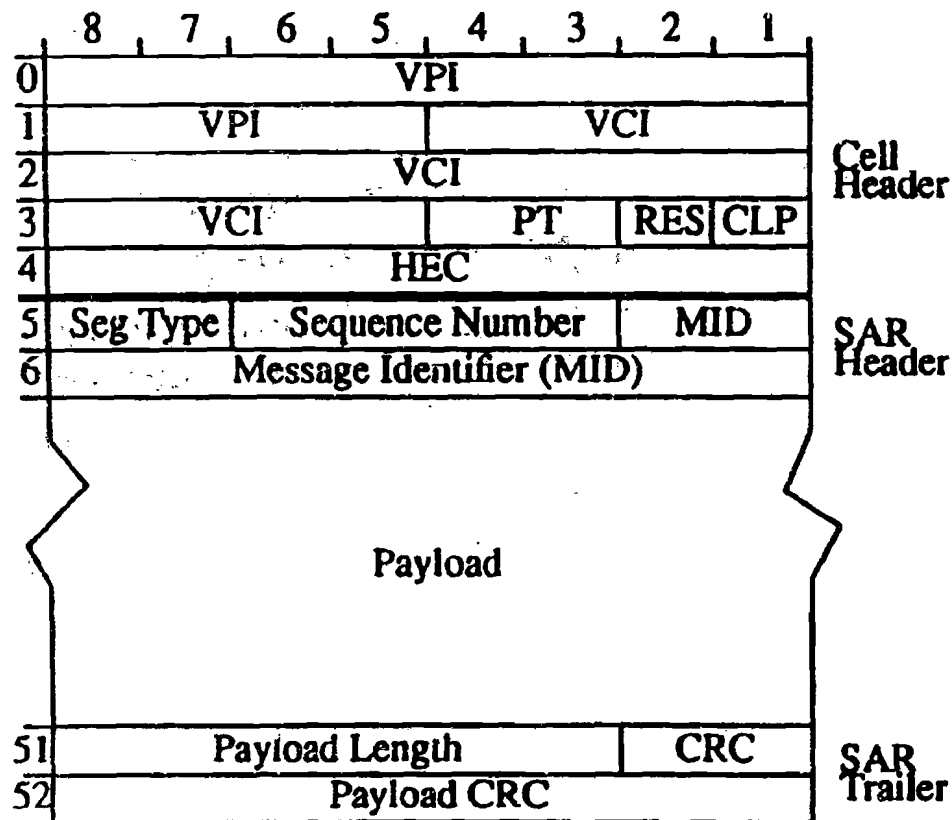 8 7 6 5 4 3 2 1
0 VPI
1 VPI VCI
2 VCI
3 VCI PT RES CLP
4 HEC
Cell
Header
5 Seg Type Sequence Number MID
6 Message Identifier (MID)
SAR
Header
Payload
51 Payload Length CRC
52 Payload CRC
SAR
Trailer